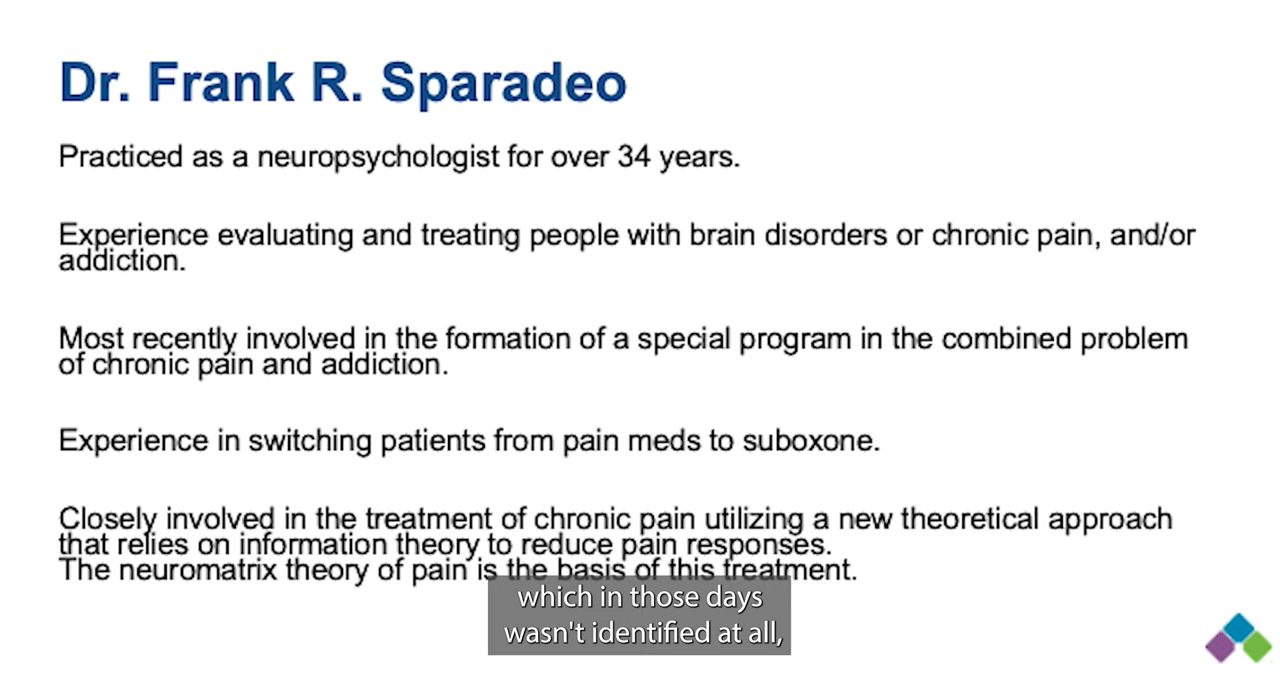 Dr. Frank R. Sparadeo
Practiced as a neuropsychologist for over 34 years.
Experience evaluating and treating people with brain disorders or chronic pain, and/or
addiction.
Most recently involved in the formation of a special program in the combined problem
of chronic pain and addiction.
Experience in switching patients from pain meds to suboxone.
Closely involved in the treatment of chronic pain utilizing a new theoretical approach
that relies on information theory to reduce pain responses.
The neuromatrix theory of pain is the basis of this treatment.
which in those days
wasn't identified at all,